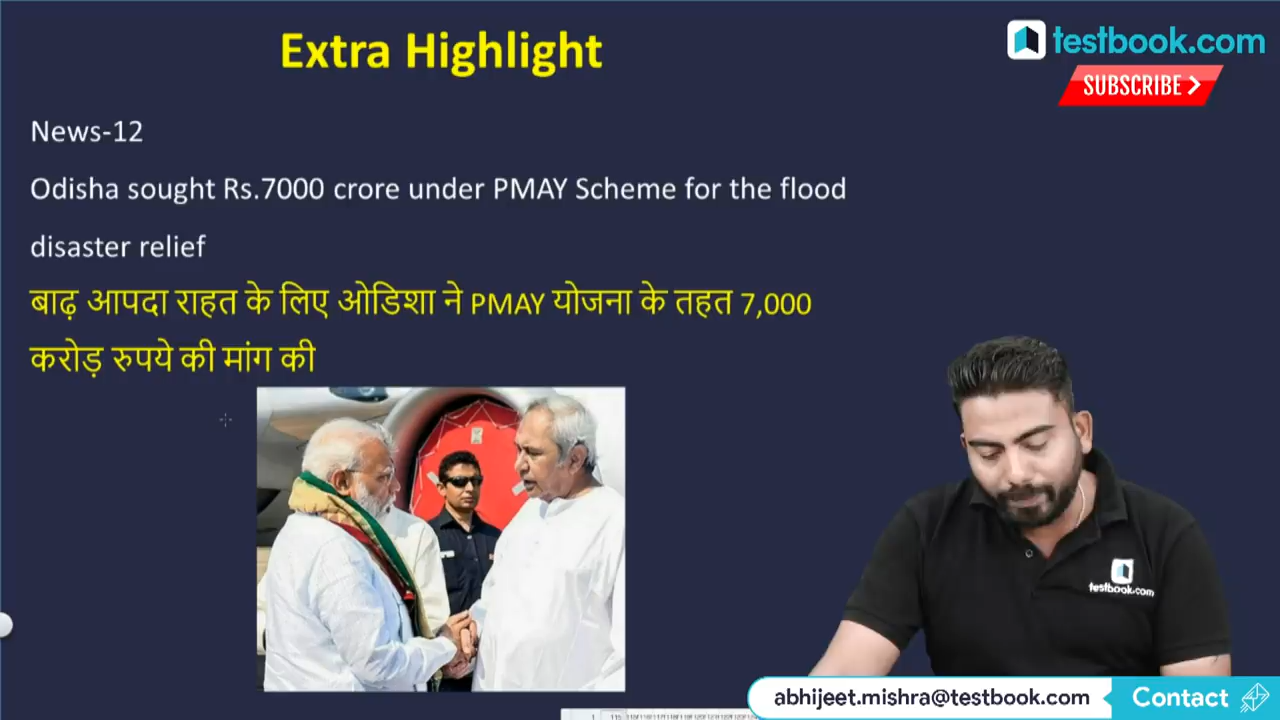 Extra Highlight
testbook.com
SUBSCRIBE
News-12
Odisha sought Rs.7000 crore under PMAY Scheme for the flood
disaster relief
बाढ़ आपदा राहत के लिए ओडिशा ने PMAY योजना के तहत 7,000
करोड़ रुपये की मांग की
testbook.com
abhijeet.mishra@testbook.com
Contact